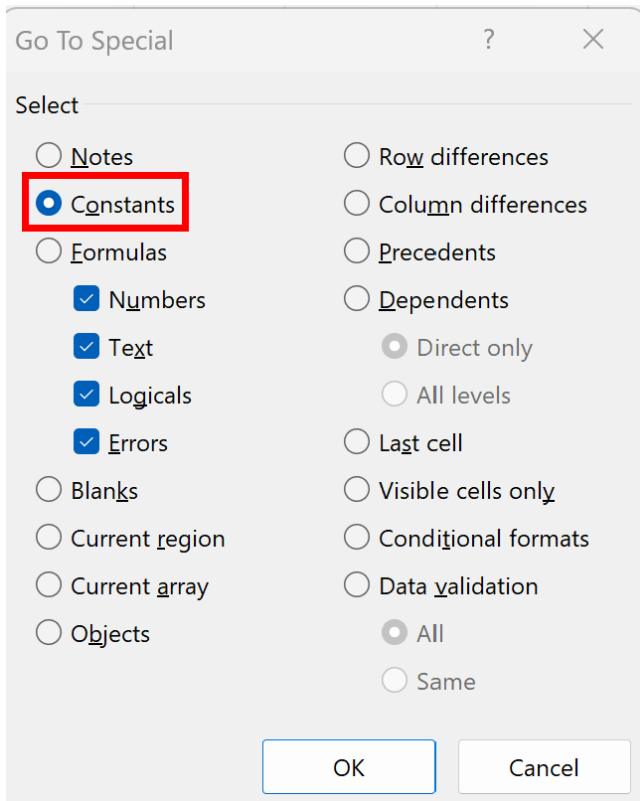 Go To Special ?
Select
Notes
Constants
Formulas
Numbers
Text
Logicals
Errors
Blanks
Current region
Current array
Objects
Row differences
Column differences
Precedents
Dependents
Direct only
All levels
Last cell
Visible cells only
Conditional formats
Data validation
All
Same
OK
Cancel